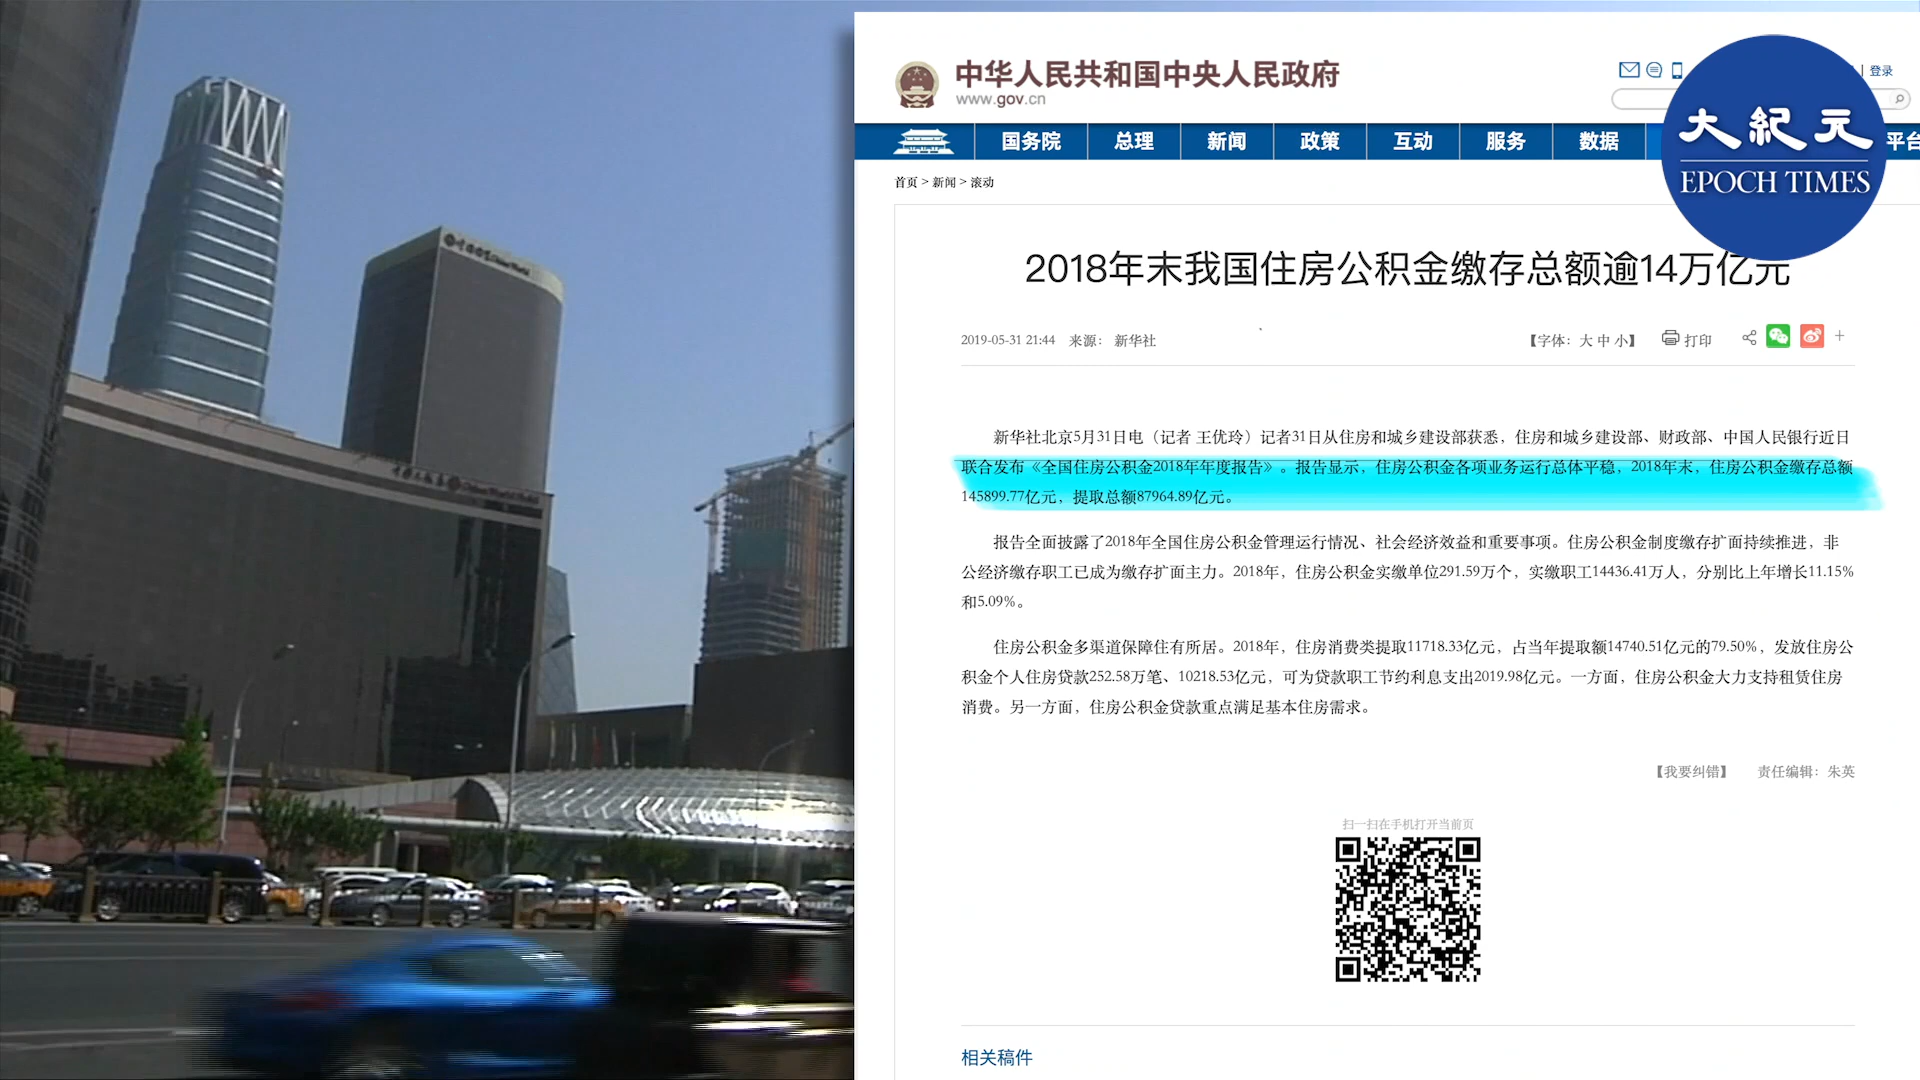 China World
China World
中华人民共和国中央人民政府
www.gov.cn
登录
国务院 总理 新闻 政策 互动 服务 数据 平台
大紀元
EPOCH TIMES
首页 > 新闻 > 滚动
2018年末我国住房公积金缴存总额逾14万亿元
2019-05-31 21:44 来源： 新华社
【字体：大 中 小】 打印
新华社北京5月31日电（记者 王优玲）记者31日从住房和城乡建设部获悉，住房和城乡建设部、财政部、中国人民银行近日
联合发布《全国住房公积金2018年年度报告》。报告显示，住房公积金各项业务运行总体平稳，2018年末，住房公积金缴存总额
145899.77亿元，提取总额87964.89亿元。
报告全面披露了2018年全国住房公积金管理运行情况、社会经济效益和重要事项。住房公积金制度缴存扩面持续推进，非
公经济缴存职工已成为缴存扩面主力。2018年，住房公积金实缴单位291.59万个，实缴职工14436.41万人，分别比上年增长11.15%
和5.09%。
住房公积金多渠道保障住有所居。2018年，住房消费类提取11718.33亿元，占当年提取额14740.51亿元的79.50%，发放住房公
积金个人住房贷款252.58万笔、10218.53亿元，可为贷款职工节约利息支出2019.98亿元。一方面，住房公积金大力支持租赁住房
消费。另一方面，住房公积金贷款重点满足基本住房需求。
【我要纠错】 责任编辑：朱英
扫一扫在手机打开当前页
相关稿件